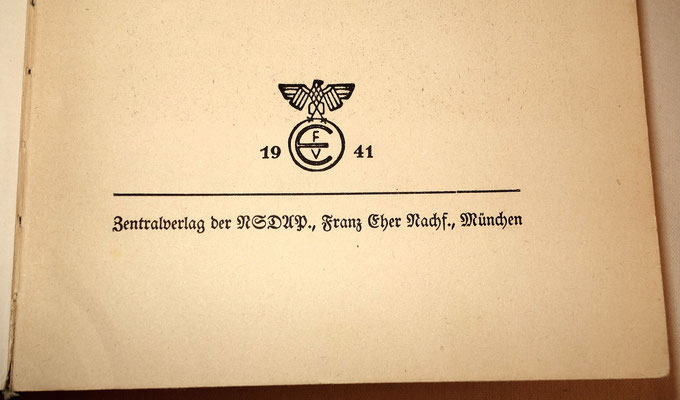 F
E
V
19 41
Zentralverlag der NSDAP., Franz Eher Nachf., München